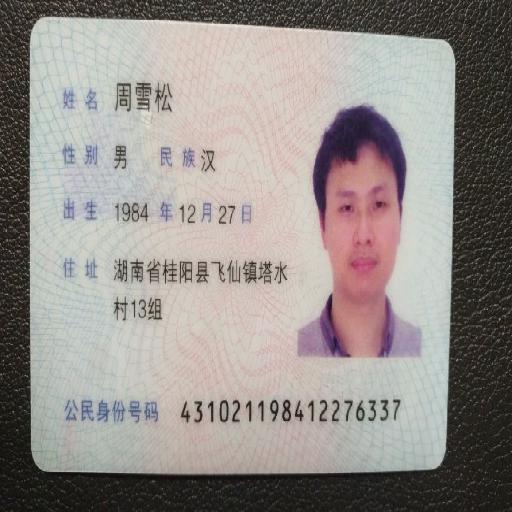 姓名 周雪松
性别 男 民族 汉
出生 1984 年 12 月 27 日
住址 湖南省桂阳县飞仙镇塔水
村13组
公民身份号码 431021198412276337